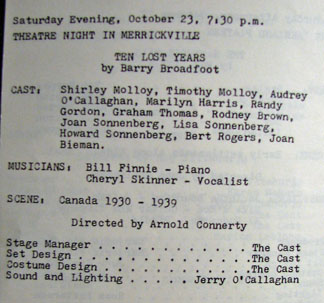 Saturday Evening, October 23, 7:30 p.m.
THEATRE NIGHT IN MERRICKVILLE
TEN LOST YEARS
by Barry Broadfoot
CAST: Shirley Molloy, Timothy Molloy, Audrey
O'Callaghan, Marilyn Harris, Randy
Gordon, Graham Thomas, Rodney Brown,
Joan Sonnenberg, Lisa Sonnenberg,
Howard Sonnenberg, Bert Rogers, Joan
Bieman.
MUSICIANS: Bill Finnie - Piano
Cheryl Skinner - Vocalist
SCENE: Canada 1930 - 1939
Directed by Arnold Connerty
Stage Manager . . . . . . . . . . . The Cast
Set Design . . . . . . . . . . . . .The Cast
Costume Design . . . . . . . . . . .The Cast
Sound and Lighting . . . . . Jerry O'Callaghan